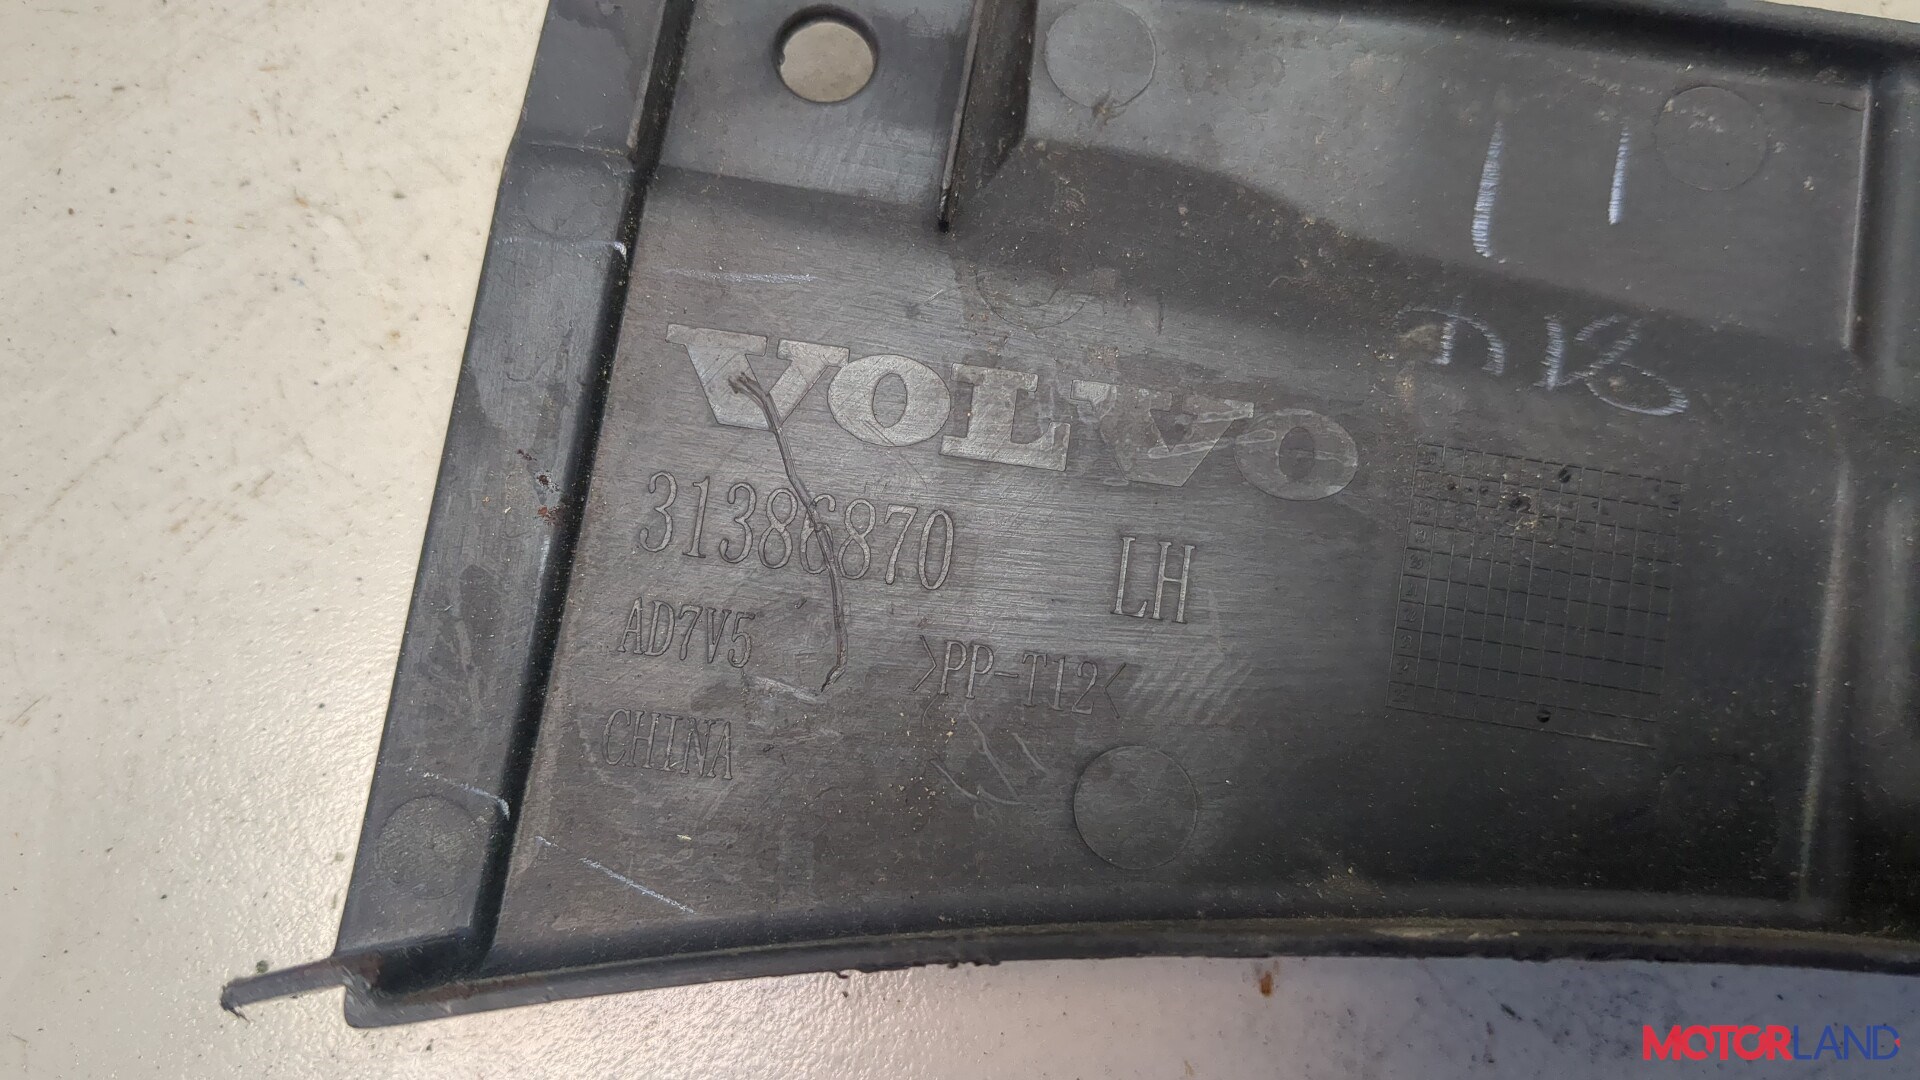 VOLVO
31386870 LH
AD7V5 >PP-T12<
CHINA
MOTORLAND